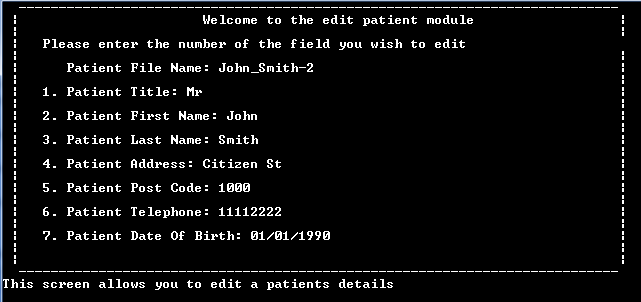 Welcome to the edit patient module
Please enter the number of the field you wish to edit
Patient File Name: John_Smith-2
1. Patient Title: Mr
2. Patient First Name: John
3. Patient Last Name: Smith
4. Patient Address: Citizen St
5. Patient Post Code: 1000
6. Patient Telephone: 11112222
7. Patient Date Of Birth: 01/01/1990
This screen allows you to edit a patients details